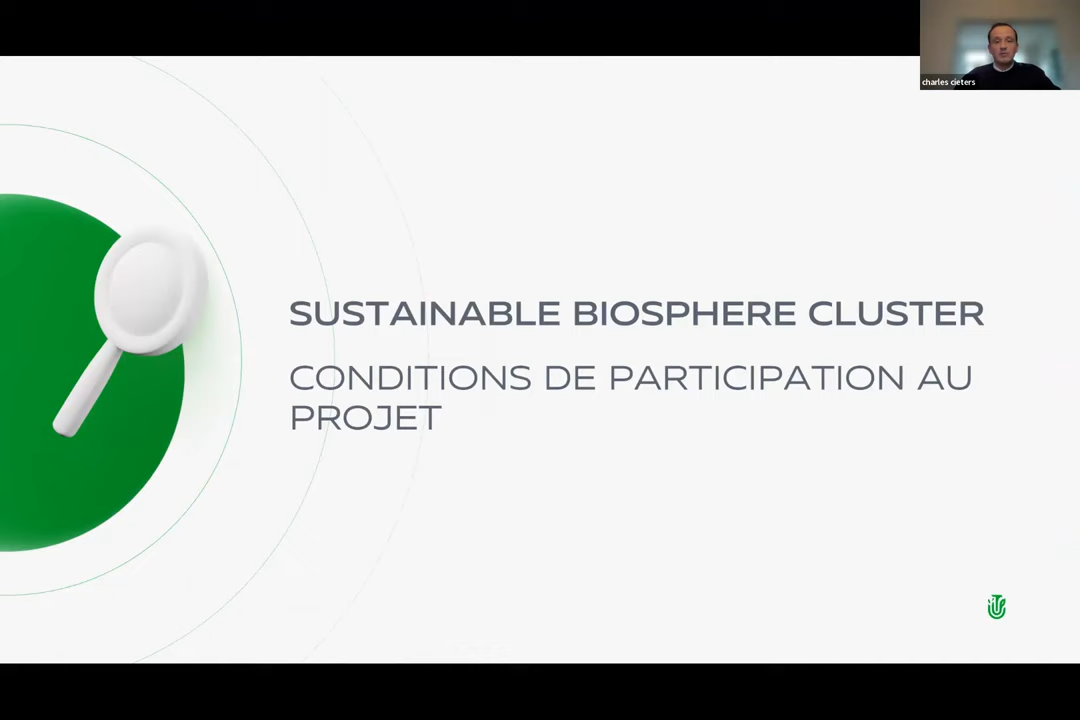 charles cieters
SUSTAINABLE BIOSPHERE CLUSTER
CONDITIONS DE PARTICIPATION AU
PROJET